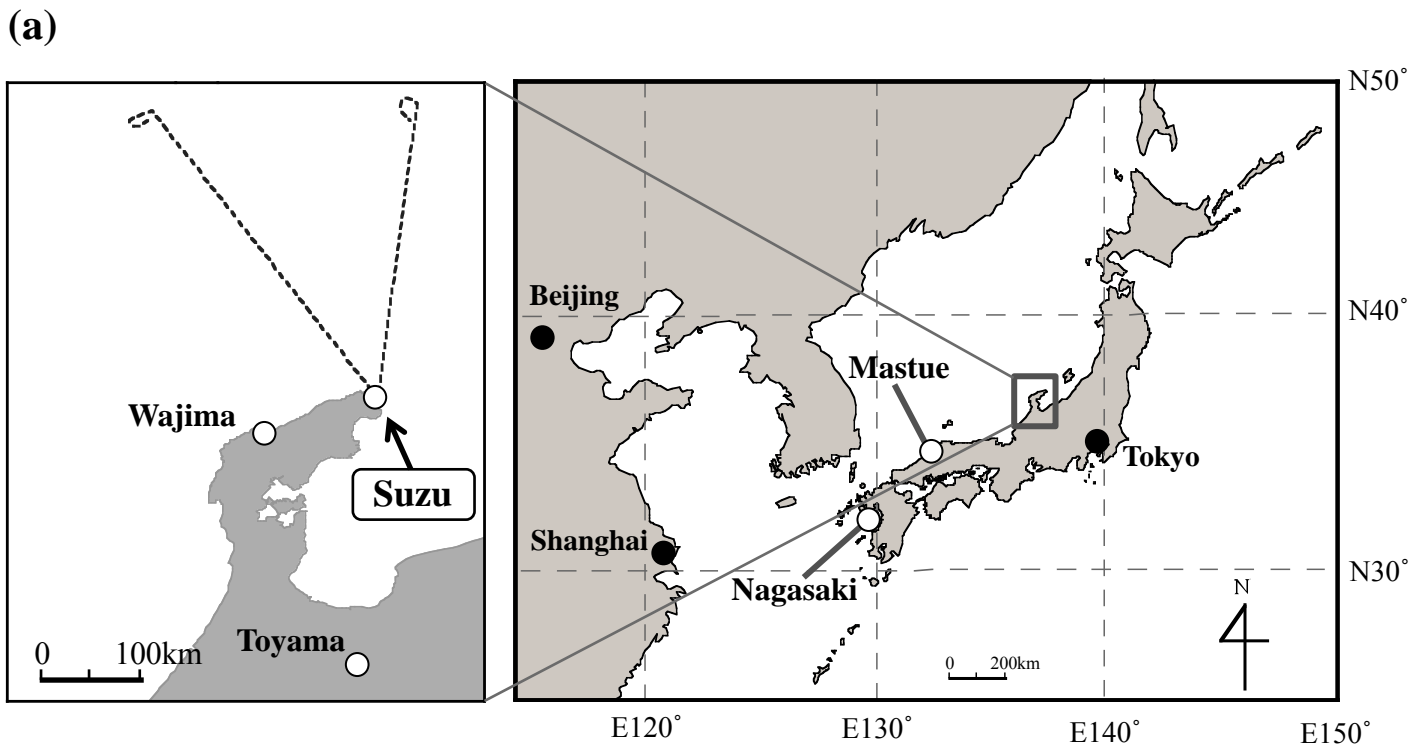 (a)
N50˚
Beijing
N40˚
Mastue
Wajima
Tokyo
Suzu
Shanghai
N30˚
Nagasaki
N
Toyama
0 100km
0 200km
E120˚ E130˚ E140˚ E150˚